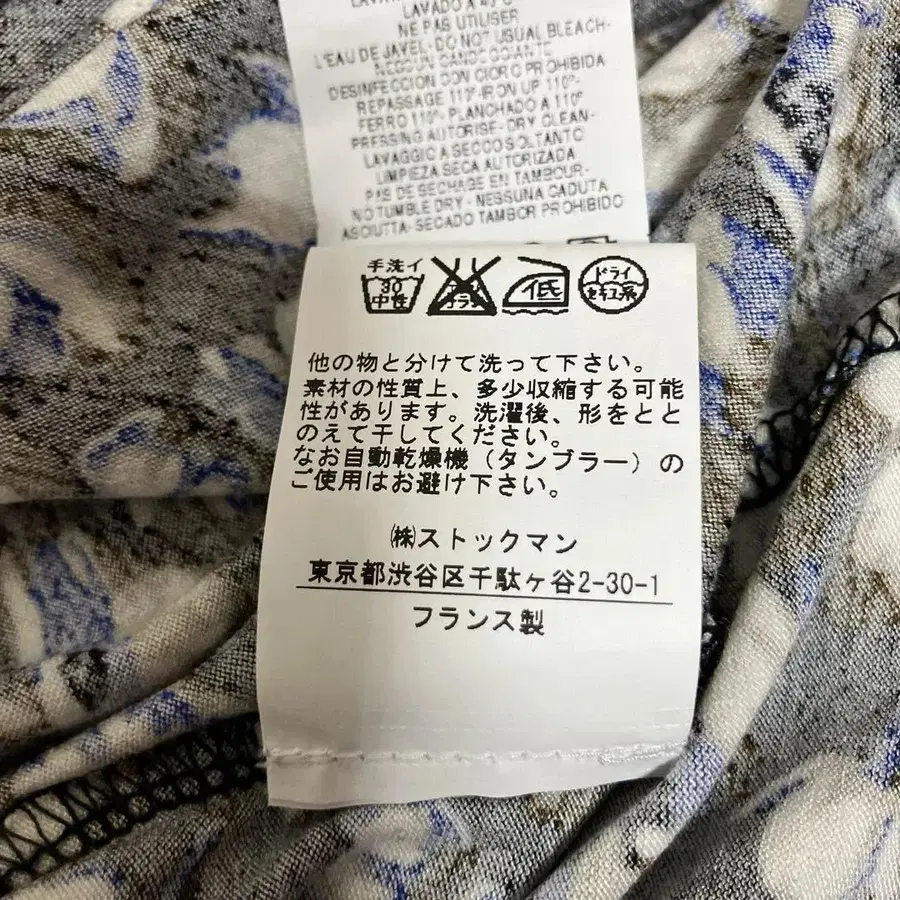 LAVADO A 40°C
NE PAS UTILISER
L'EAU DE JAVEL-DO NOT USUAL BLEACH-
NESSUN CANDEGGIANTE
DESINFECCION CON CIORO PROHIBIDA
REPASSAGE 110°-IRON UP 110°-
FERRO 110°-PLANCHADO A 110°
PRESSING AUTORISE-DRY CLEAN-
LAVAGGIO A SECCO SOLTANTO
LIMPIEZA SECA AUTORIZADA
PAS DE SECHAGE EN TAMBOUR-
NO TUMBLE DRY-NESSUNA CADUTA
ASCIUTTA-SECADO TAMBOR PROHIBIDO
手洗イ
30
中性
低
ドライ
他の物と分けて洗って下さい。
素材の性質上、多少収縮する可能
性があります。洗濯後、形をとと
のえて干してください。
なお自動乾燥機（タンブラー）の
ご使用はお避け下さい。
㈱ストックマン
東京都渋谷区千駄ヶ谷2-30-1
フランス製